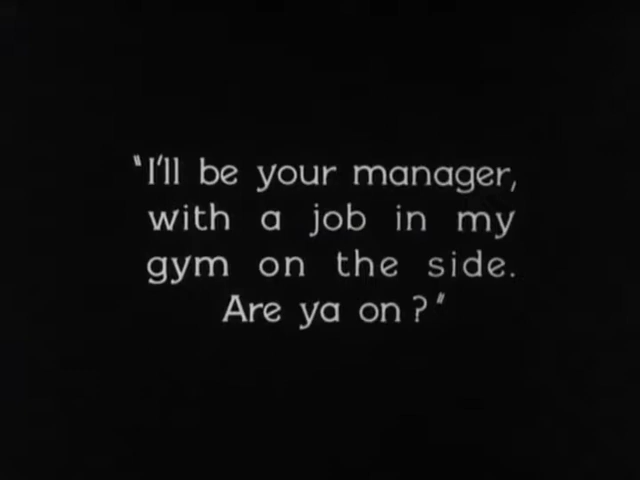 "I'll be your manager,
with a job in my
gym on the side.
Are ya on?"